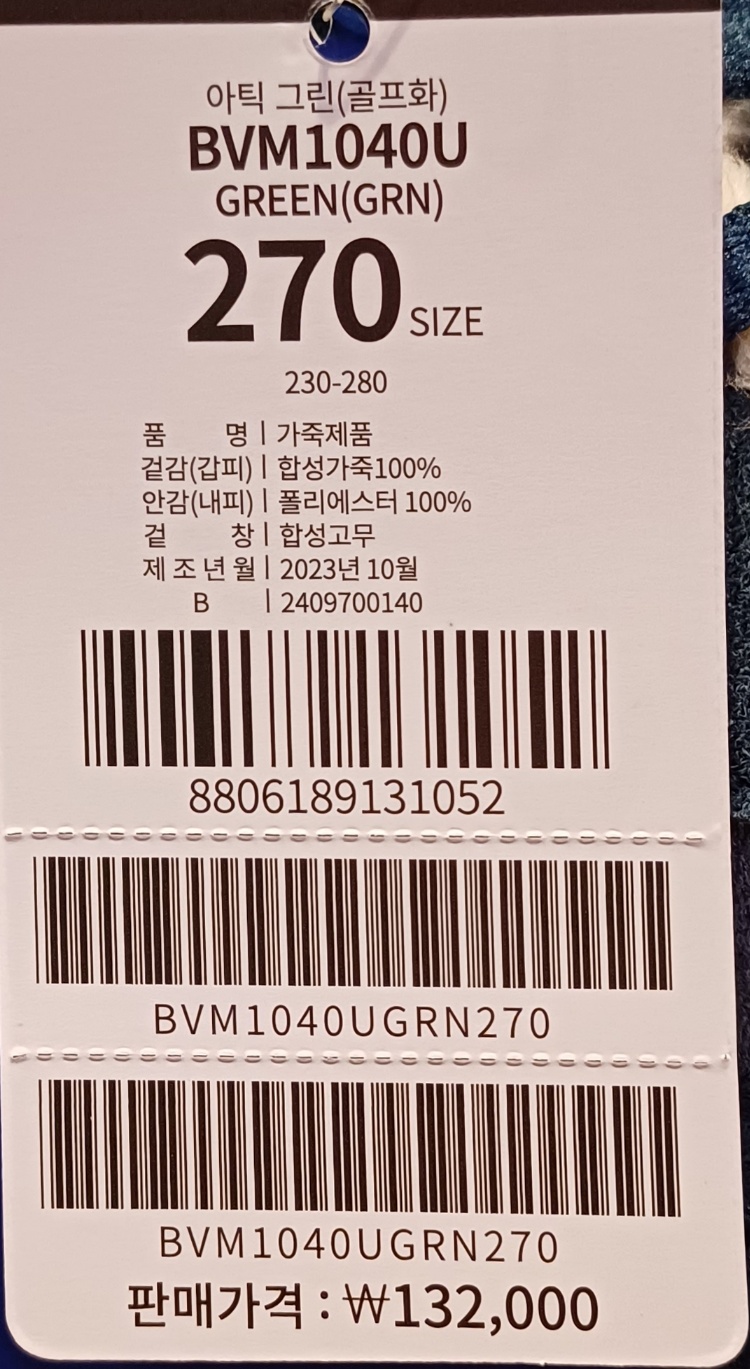 아틱 그린(골프화)
BVM1040U
GREEN(GRN)
270 SIZE
230-280
품 명 | 가죽제품
겉감(갑피) | 합성가죽100%
안감(내피) | 폴리에스터 100%
겉 창 | 합성고무
제 조 년 월 | 2023년 10월
B | 2409700140
8806189131052
BVM1040UGRN270
BVM1040UGRN270
판매가격 : ₩132,000